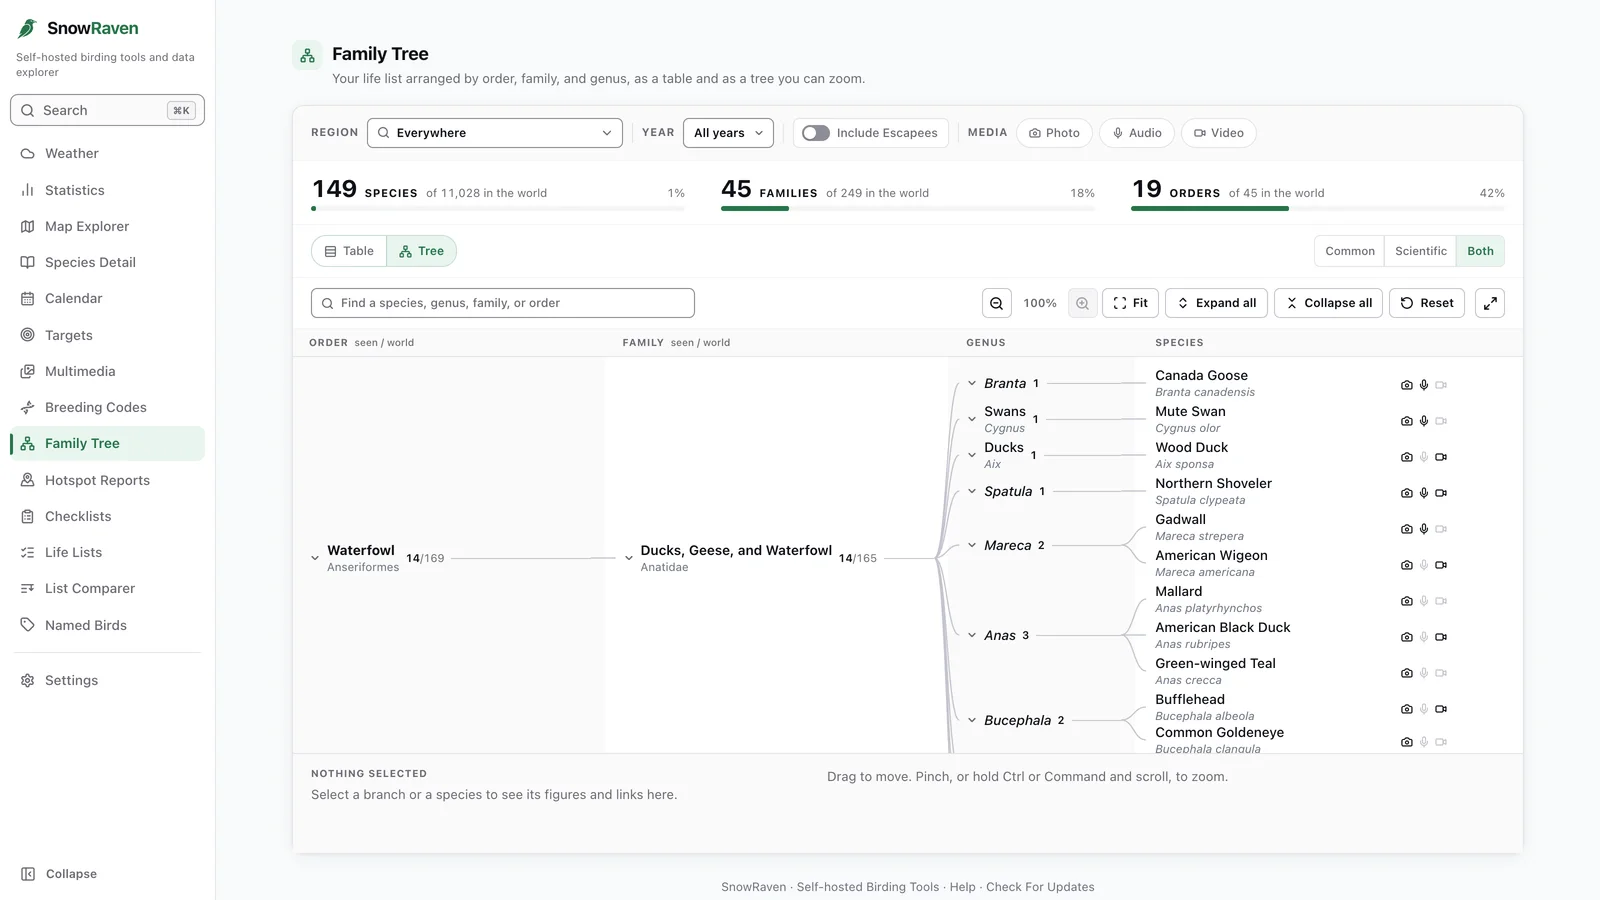 SnowRaven
Self-hosted birding tools and data
explorer
Search
⌘K
Weather
Statistics
Map Explorer
Species Detail
Calendar
Targets
Multimedia
Breeding Codes
Family Tree
Hotspot Reports
Checklists
Life Lists
List Comparer
Named Birds
Settings
Collapse
Family Tree
Your life list arranged by order, family, and genus, as a table and as a tree you can zoom.
REGION Everywhere YEAR All years Include Escapees MEDIA Photo Audio Video
149 SPECIES of 11,028 in the world 1%
45 FAMILIES of 249 in the world 18%
19 ORDERS of 45 in the world 42%
Table Tree
Common Scientific Both
Find a species, genus, family, or order
100% Fit Expand all Collapse all Reset
ORDER seen / world FAMILY seen / world GENUS SPECIES
Waterfowl 14/169
Anseriformes
Ducks, Geese, and Waterfowl 14/165
Anatidae
Branta 1
Canada Goose
Branta canadensis
Swans 1
Cygnus
Mute Swan
Cygnus olor
Ducks 1
Aix
Wood Duck
Aix sponsa
Spatula 1
Northern Shoveler
Spatula clypeata
Mareca 2
Gadwall
Mareca strepera
American Wigeon
Mareca americana
Anas 3
Mallard
Anas platyrhynchos
American Black Duck
Anas rubripes
Green-winged Teal
Anas crecca
Bucephala 2
Bufflehead
Bucephala albeola
Common Goldeneye
Bucephala clangula
NOTHING SELECTED
Select a branch or a species to see its figures and links here.
Drag to move. Pinch, or hold Ctrl or Command and scroll, to zoom.
SnowRaven · Self-hosted Birding Tools · Help · Check For Updates